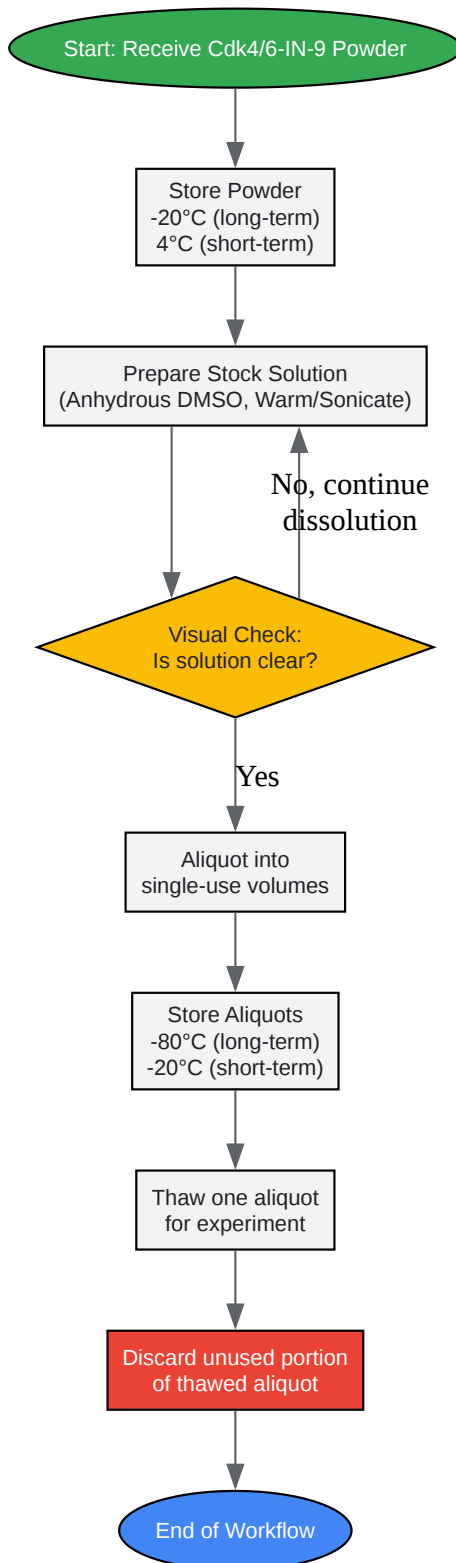 Start: Receive Cdk4/6-IN-9 Powder
Store Powder
-20°C (long-term)
4°C (short-term)
Prepare Stock Solution
(Anhydrous DMSO, Warm/Sonicate)
No, continue
dissolution
Visual Check:
Is solution clear?
Yes
Aliquot into
single-use volumes
Store Aliquots
-80°C (long-term)
-20°C (short-term)
Thaw one aliquot
for experiment
Discard unused portion
of thawed aliquot
End of Workflow